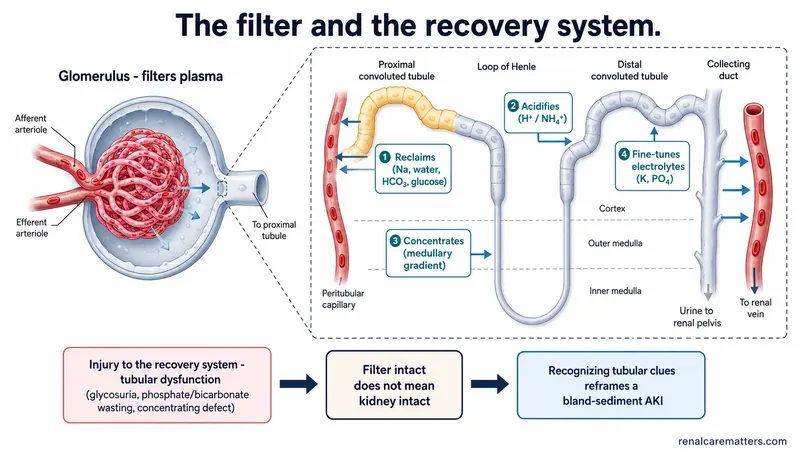 The filter and the recovery system.
Glomerulus - filters plasma
Afferent
arteriole
Efferent
arteriole
To proximal
tubule
Proximal
convoluted tubule
Loop of Henle
Distal
convoluted tubule
Collecting
duct
1 Reclaims
(Na, water,
HCO₃, glucose)
2 Acidifies
(H⁺ / NH₄⁺)
3 Concentrates
(medullary
gradient)
4 Fine-tunes
electrolytes
(K, PO₄)
Cortex
Outer medulla
Inner medulla
Peritubular
capillary
Urine to
renal pelvis
To renal
vein
Injury to the recovery system -
tubular dysfunction
(glycosuria, phosphate/bicarbonate
wasting, concentrating defect)
Filter intact
does not mean
kidney intact
Recognizing tubular clues
reframes a
bland-sediment AKI
renalcarematters.com